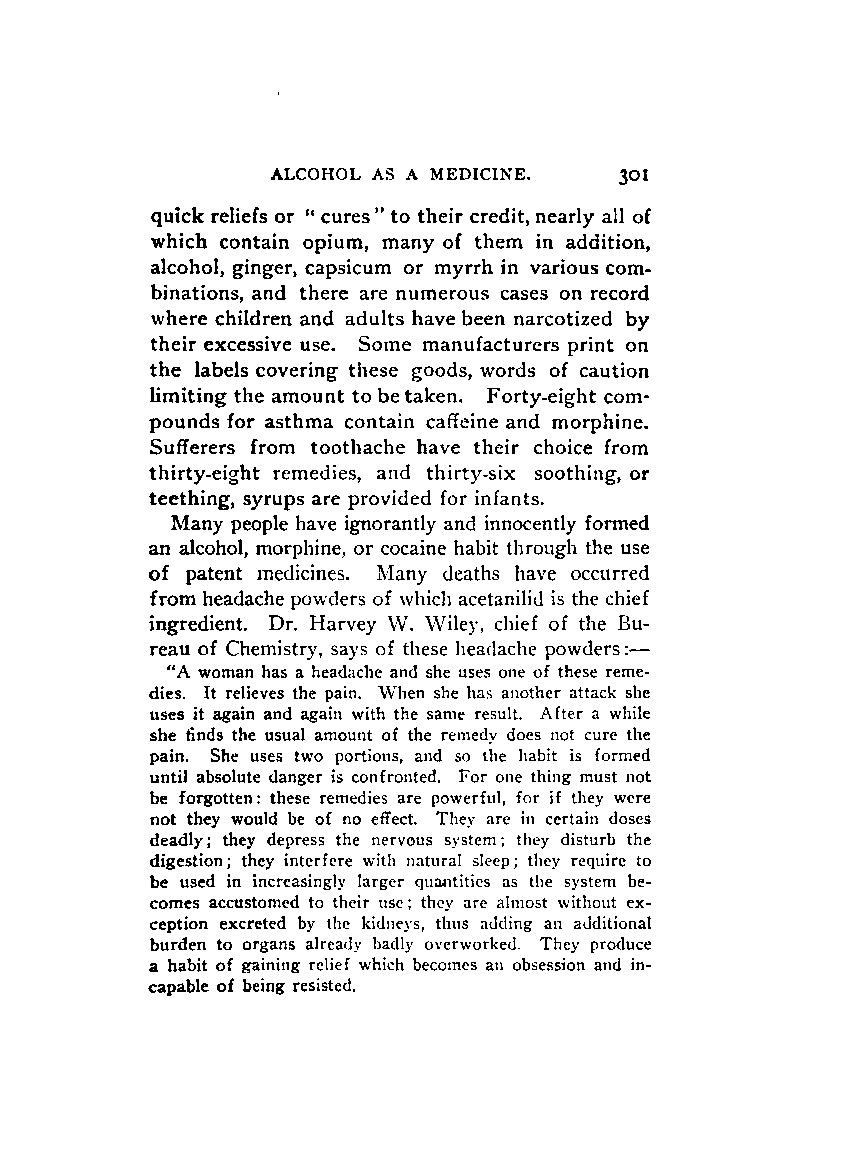 ALCOHOL AS A MEDICINE. 301
quick reliefs or " cures" to their credit, nearly all of
which contain opium, many of them in addition,
alcohol, ginger, capsicum or myrrh in various com-
binations, and there are numerous cases on record
where children and adults have been narcotized by
their excessive use. Some manufacturers print on
the labels covering these goods, words of caution
limiting the amount to be taken. Forty-eight com-
pounds for asthma contain caffeine and morphine.
Sufferers from toothache have their choice from
thirty-eight remedies, and thirty-six soothing, or
teething, syrups are provided for infants.
Many people have ignorantly and innocently formed
an alcohol, morphine, or cocaine habit through the use
of patent medicines. Many deaths have occurred
from headache powders of which acetanilid is the chief
ingredient. Dr. Harvey W. Wiley, chief of the Bu-
reau of Chemistry, says of these headache powders:—
"A woman has a headache and she uses one of these reme-
dies. It relieves the pain. When she has another attack she
uses it again and again with the same result. After a while
she finds the usual amount of the remedy does not cure the
pain. She uses two portions, and so the habit is formed
until absolute danger is confronted. For one thing must not
be forgotten: these remedies are powerful, for if they were
not they would be of no effect. They are in certain doses
deadly; they depress the nervous system; they disturb the
digestion; they interfere with natural sleep; they require to
be used in increasingly larger quantities as the system be-
comes accustomed to their use; they are almost without ex-
ception excreted by the kidneys, thus adding an additional
burden to organs already badly overworked. They produce
a habit of gaining relief which becomes an obsession and in-
capable of being resisted.